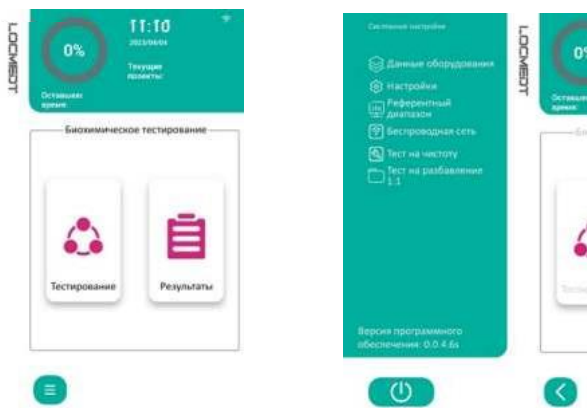 LOCMEDT
0%
11:10
2023/04/04
Текущие
проекты:
Оставшееся
время:
Биохимическое тестирование
Тестирование
Результаты
Системные настройки
Данные оборудования
Настройки
Референтный
диапазон
Беспроводная сеть
Тест на чистоту
Тест на разбавление
1:1
Версия программного
обеспечения: 0.0.4.6s
LOCMEDT